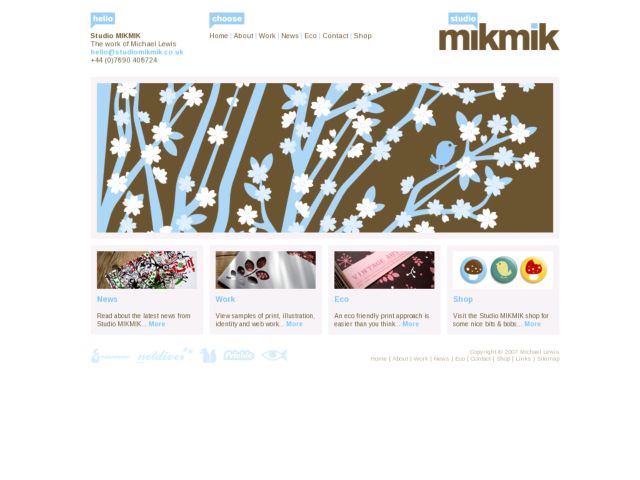 hello
Studio MIKMIK
The work of Michael Lewis
hello@studiomikmik.co.uk
+44 (0)7890 408724
choose
Home | About | Work | News | Eco | Contact | Shop
studio
mikmik
VINTAGE
News
Read about the latest news from
Studio MIKMIK... More
Work
View samples of print, illustration,
identity and web work... More
Eco
An eco friendly print approach is
easier than you think... More
Shop
Visit the Studio MIKMIK shop for
some nice bits & bobs... More
netdiver
Copyright © 2007 Michael Lewis
Home | About | Work | News | Eco | Contact | Shop | Links | Sitemap